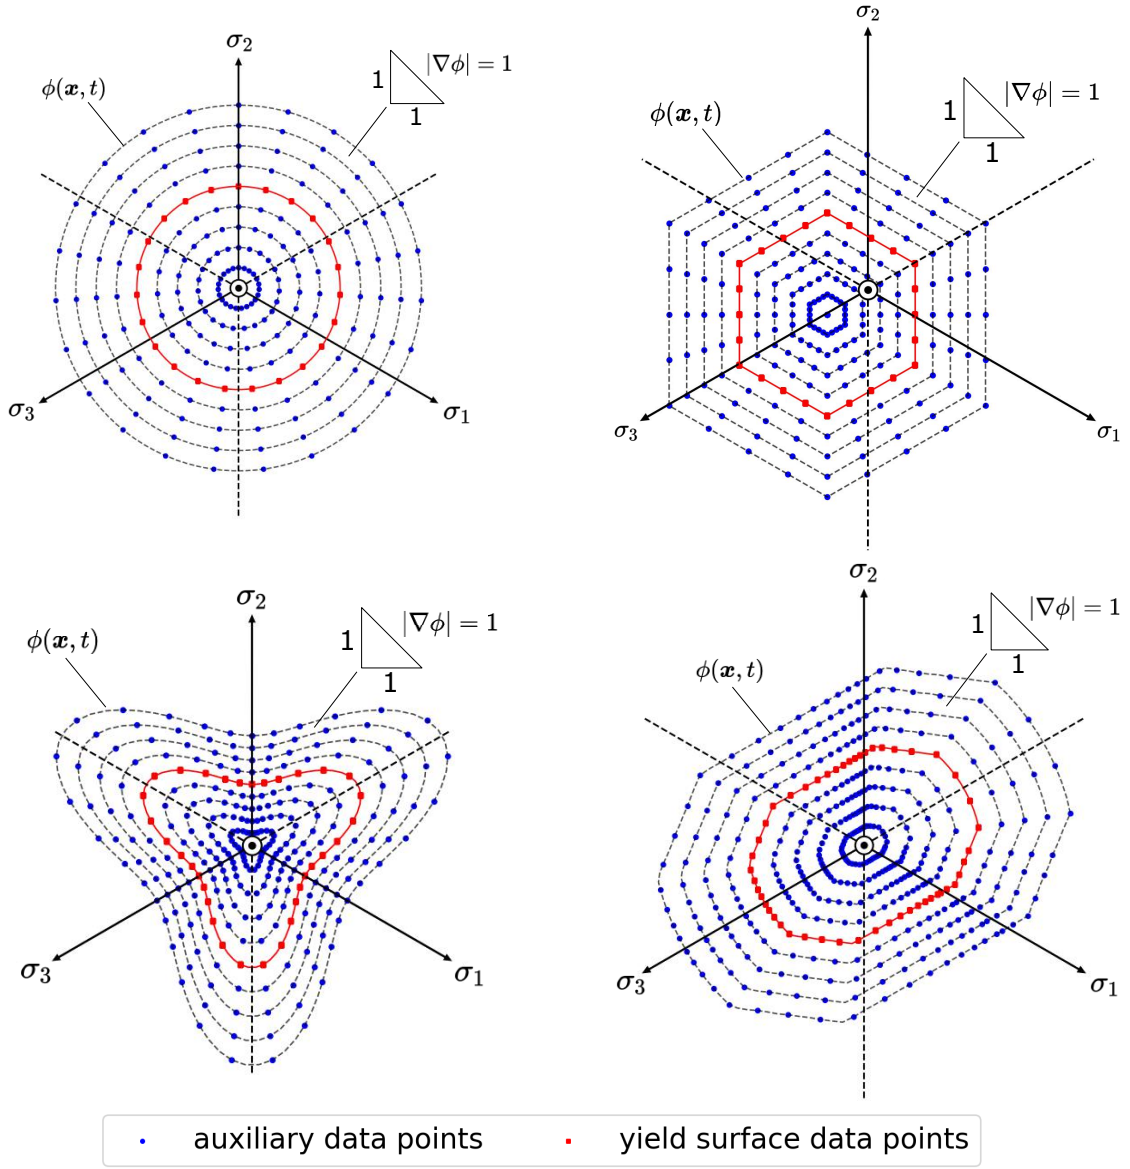 σ₂
ϕ(𝒙, t)
1
|∇ϕ| = 1
1
σ₃
σ₁
σ₂
ϕ(𝒙, t)
1
|∇ϕ| = 1
1
σ₃
σ₁
σ₂
ϕ(𝒙, t)
1
|∇ϕ| = 1
1
σ₃
σ₁
σ₂
ϕ(𝒙, t)
1
|∇ϕ| = 1
1
σ₃
σ₁
auxiliary data points
yield surface data points